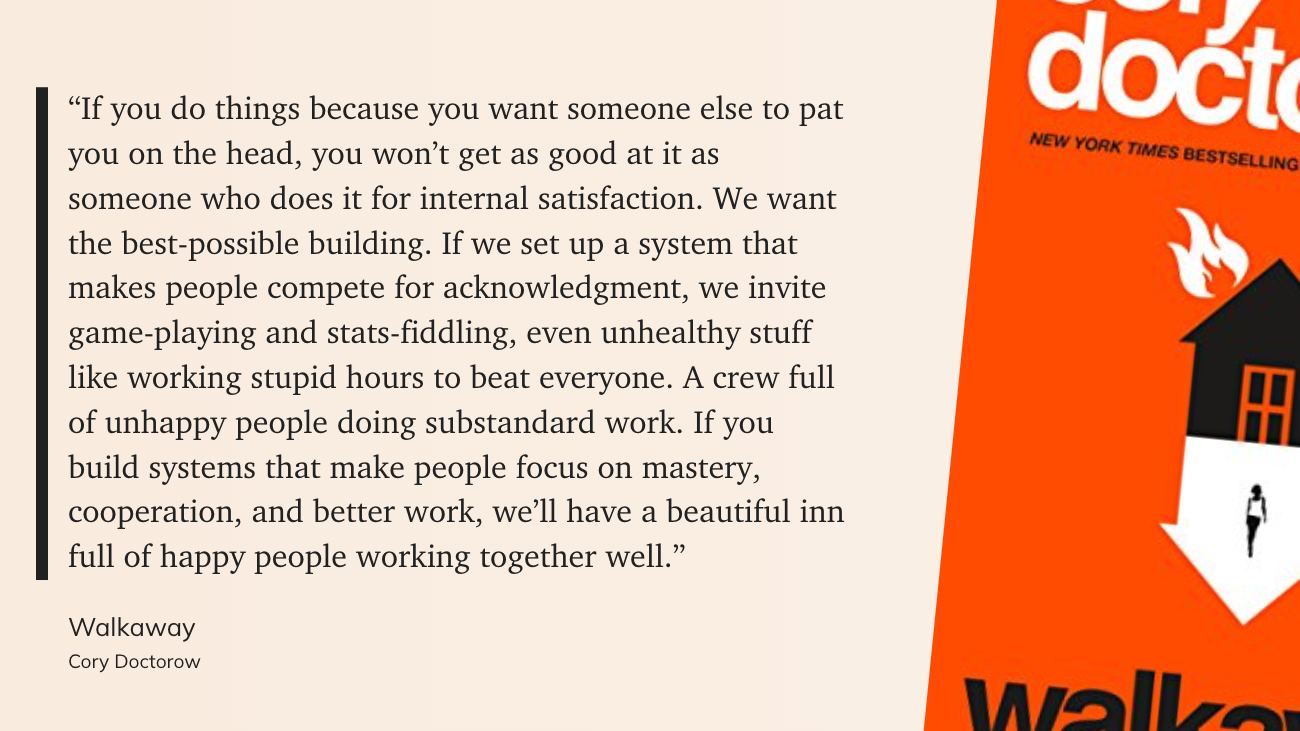 “If you do things because you want someone else to pat
you on the head, you won’t get as good at it as
someone who does it for internal satisfaction. We want
the best-possible building. If we set up a system that
makes people compete for acknowledgment, we invite
game-playing and stats-fiddling, even unhealthy stuff
like working stupid hours to beat everyone. A crew full
of unhappy people doing substandard work. If you
build systems that make people focus on mastery,
cooperation, and better work, we’ll have a beautiful inn
full of happy people working together well.”
Walkaway
Cory Doctorow
docto
NEW YORK TIMES BESTSELLING
walkaw